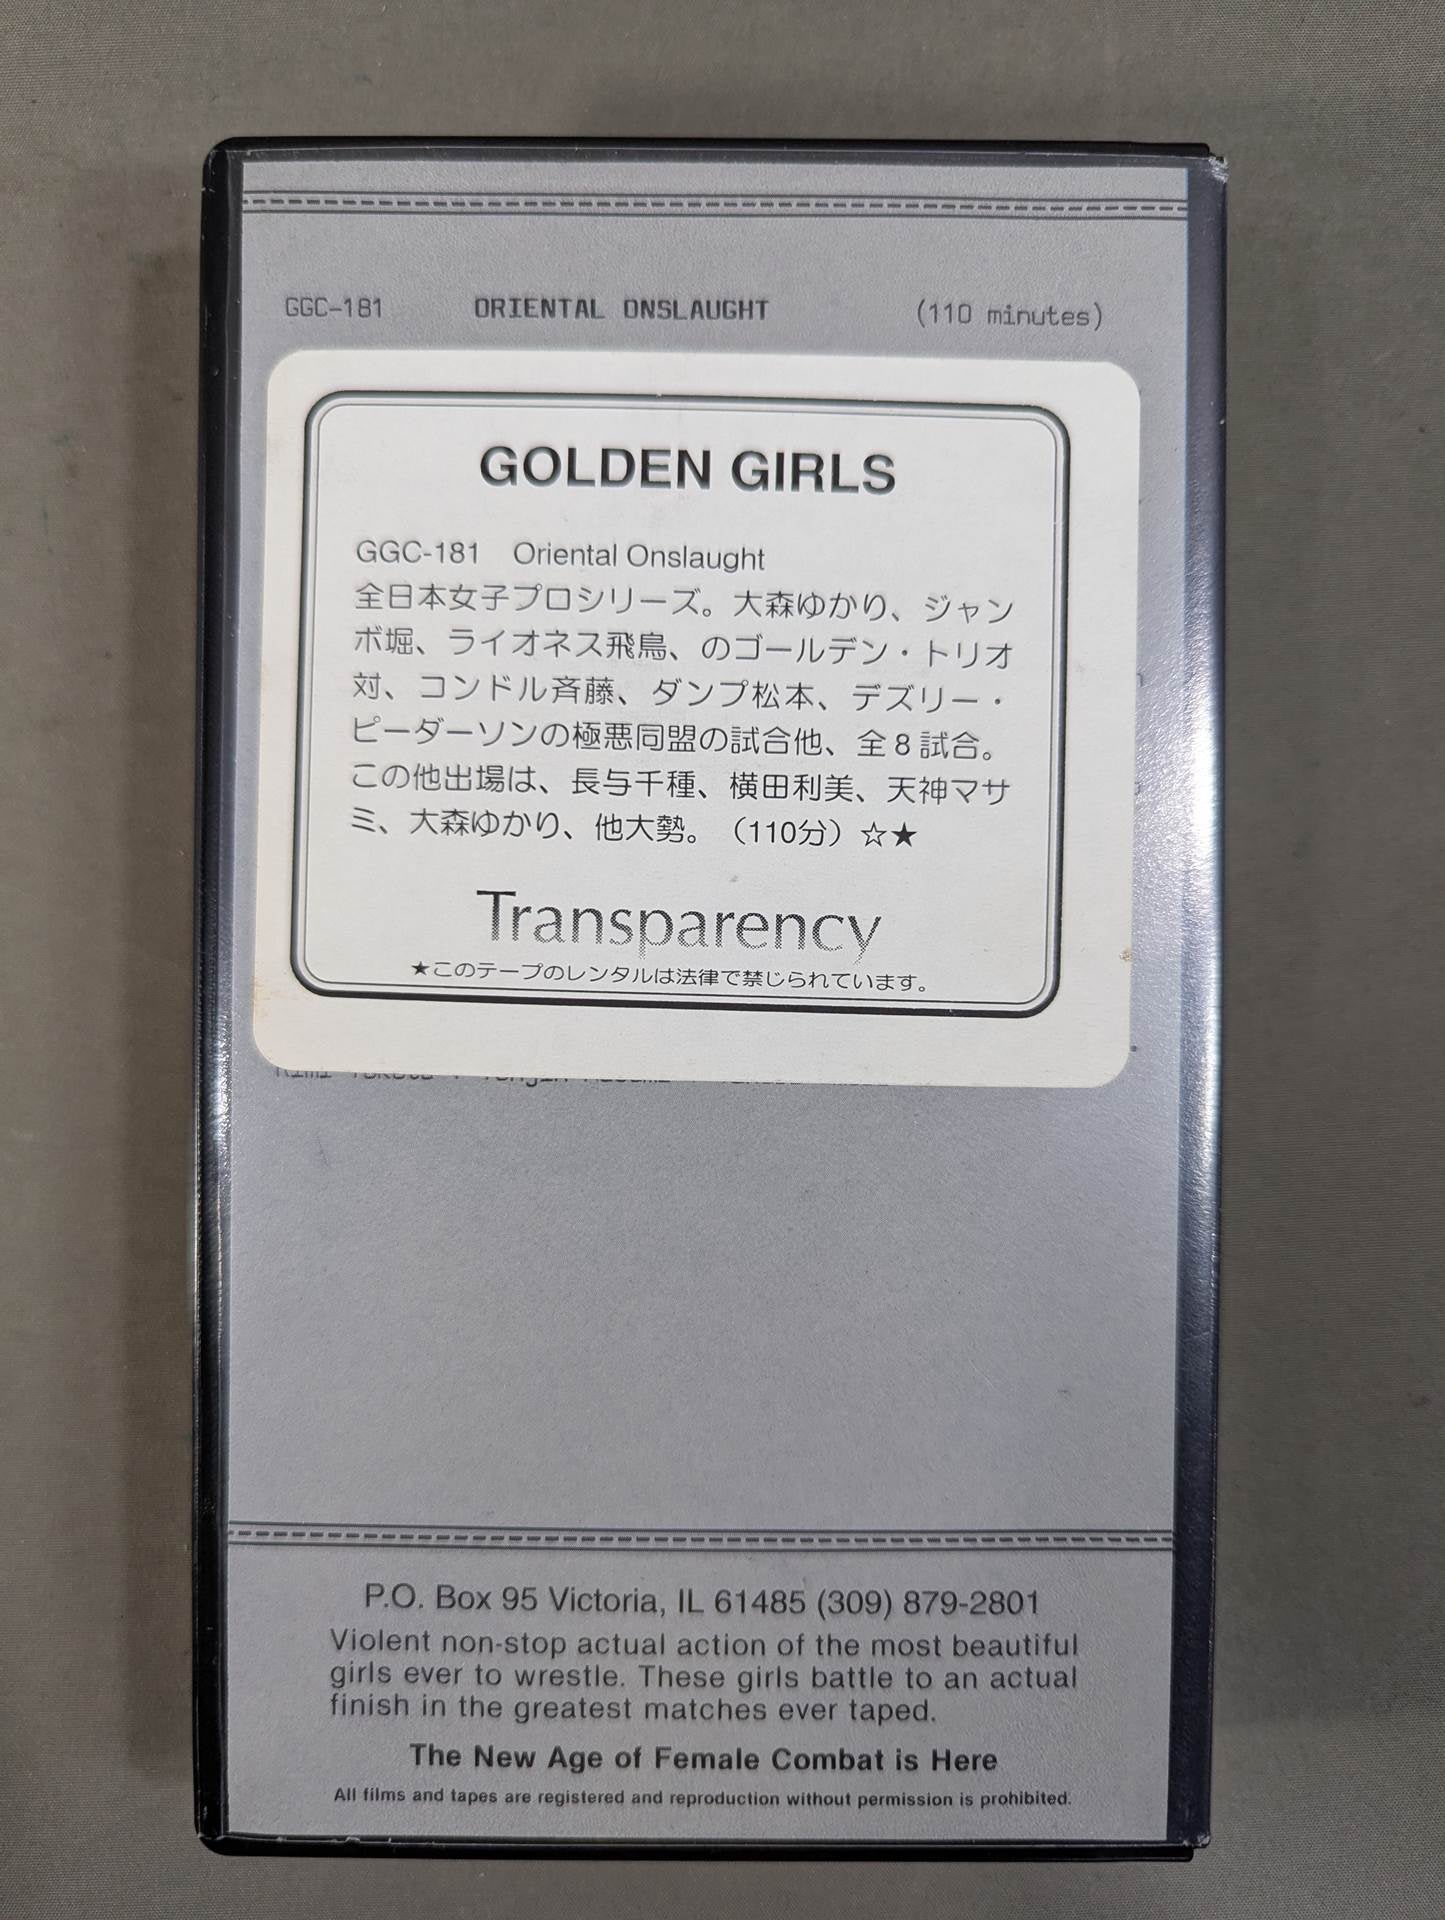 GGC-181 ORIENTAL ONSLAUGHT (110 minutes)
GOLDEN GIRLS
GGC-181 Oriental Onslaught
全日本女子プロシリーズ。大森ゆかり、ジャン
ボ堀、ライオネス飛鳥、のゴールデン・トリオ
対、コンドル斉藤、ダンプ松本、デズリー・
ピーダーソンの極悪同盟の試合他、全8試合。
この他出場は、長与千種、横田利美、天神マサ
ミ、大森ゆかり、他大勢。（110分）☆★
Transparency
★このテープのレンタルは法律で禁じられています。
P.O. Box 95 Victoria, IL 61485 (309) 879-2801
Violent non-stop actual action of the most beautiful
girls ever to wrestle. These girls battle to an actual
finish in the greatest matches ever taped.
The New Age of Female Combat is Here
All films and tapes are registered and reproduction without permission is prohibited.